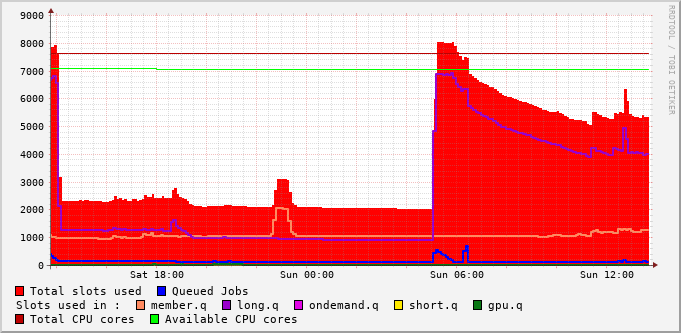 RRDTOOL / TOBI OETIKER
9000
8000
7000
6000
5000
4000
3000
2000
1000
0
Sat 18:00 Sun 00:00 Sun 06:00 Sun 12:00
Total slots used Queued Jobs
Slots used in : member.q long.q ondemand.q short.q gpu.q
Total CPU cores Available CPU cores